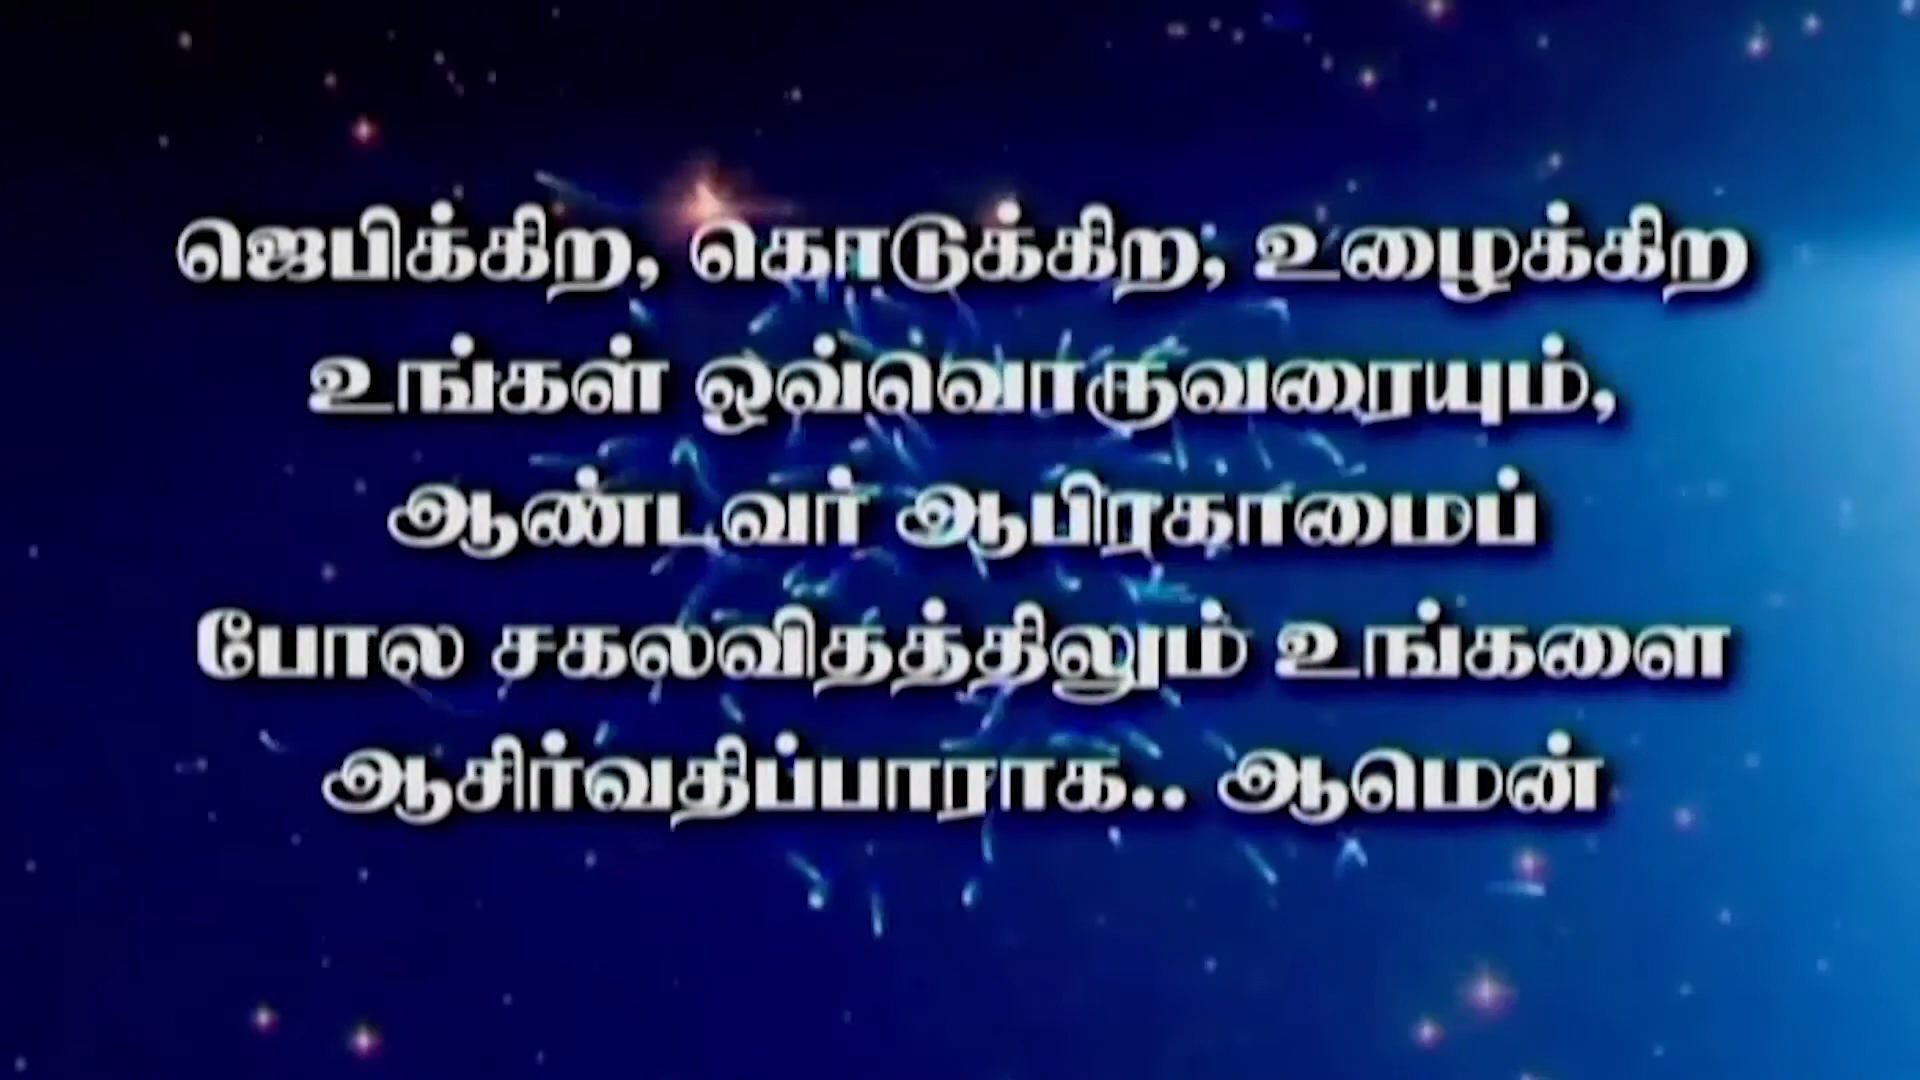 ஜெபிக்கிற, கொடுக்கிற, உழைக்கிற
உங்கள் ஒவ்வொருவரையும்,
ஆண்டவர் ஆபிரகாமைப்
போல சகலவிதத்திலும் உங்களை
ஆசிர்வதிப்பாராக.. ஆமென்